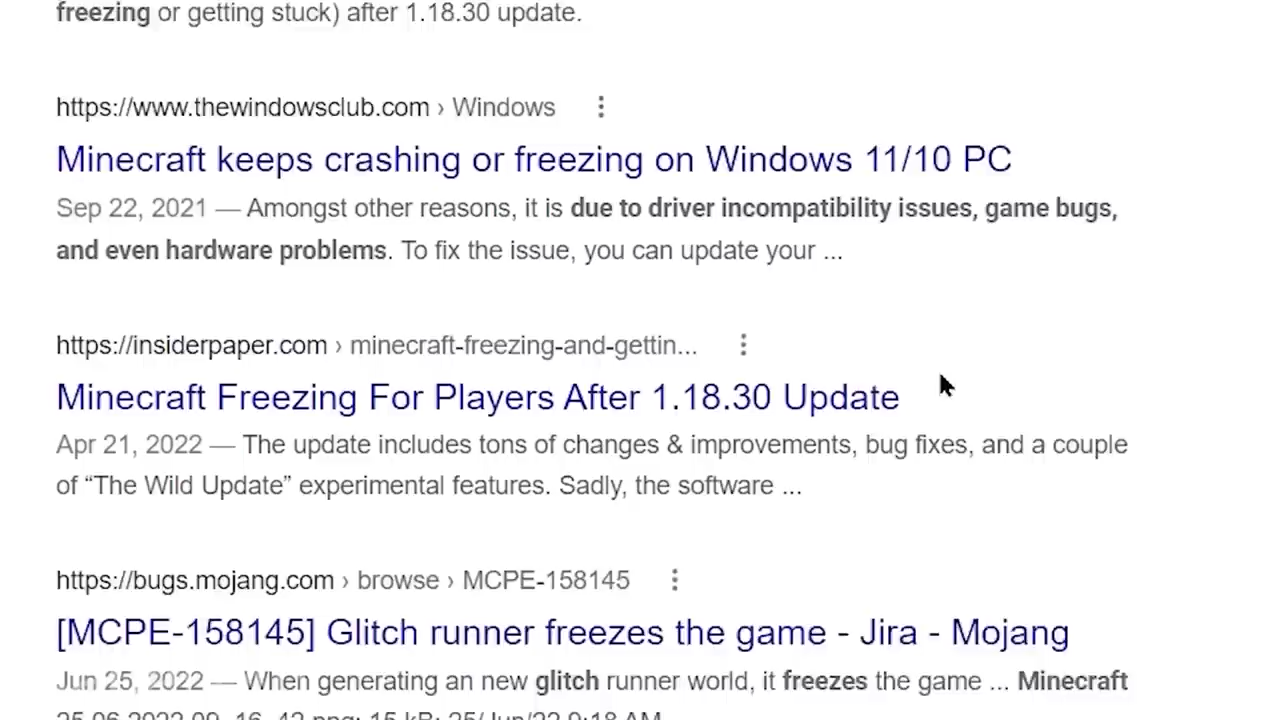 freezing or getting stuck) after 1.18.30 update.
https://www.thewindowsclub.com › Windows
Minecraft keeps crashing or freezing on Windows 11/10 PC
Sep 22, 2021 — Amongst other reasons, it is due to driver incompatibility issues, game bugs,
and even hardware problems. To fix the issue, you can update your ...
https://insiderpaper.com › minecraft-freezing-and-gettin...
Minecraft Freezing For Players After 1.18.30 Update
Apr 21, 2022 — The update includes tons of changes & improvements, bug fixes, and a couple
of “The Wild Update” experimental features. Sadly, the software ...
https://bugs.mojang.com › browse › MCPE-158145
[MCPE-158145] Glitch runner freezes the game - Jira - Mojang
Jun 25, 2022 — When generating an new glitch runner world, it freezes the game ... Minecraft